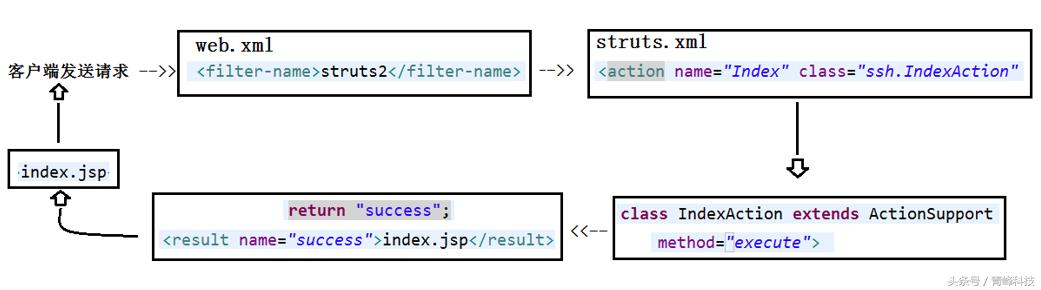 客户端发送请求 -->>
web.xml
<filter-name>struts2</filter-name>
-->>
struts.xml
<action name="Index" class="ssh.IndexAction"
class IndexAction extends ActionSupport
method="execute">
<<--
return "success";
<result name="success">index.jsp</result>
index.jsp
头条号 / 青峰科技